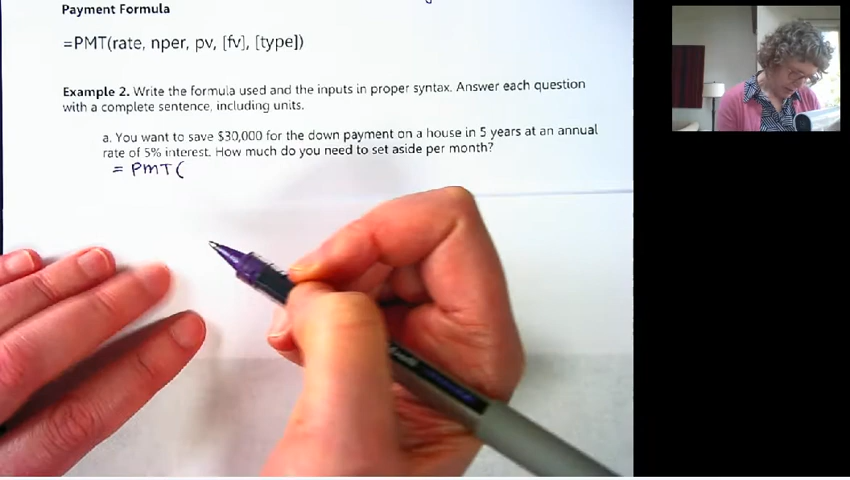 Payment Formula
=PMT(rate, nper, pv, [fv], [type])
Example 2. Write the formula used and the inputs in proper syntax. Answer each question
with a complete sentence, including units.
a. You want to save $30,000 for the down payment on a house in 5 years at an annual
rate of 5% interest. How much do you need to set aside per month?
= PMT(